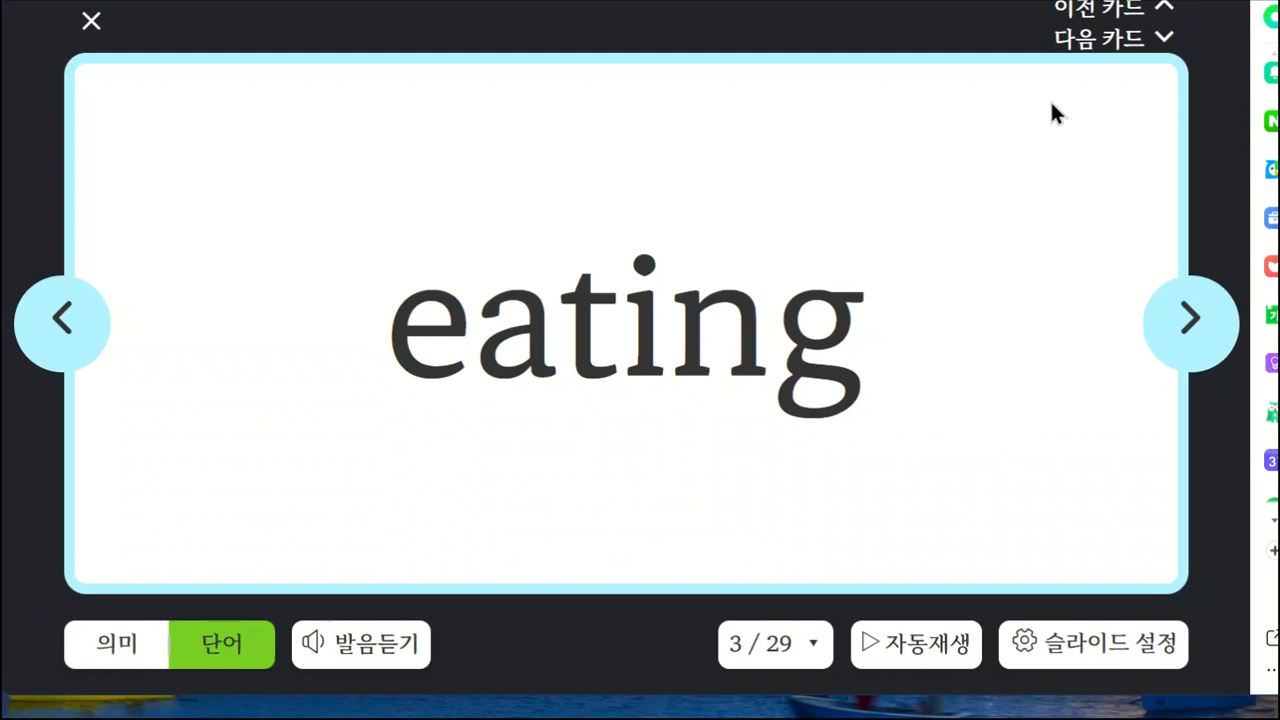 이전 카드
다음 카드
eating
의미
단어
발음듣기
3 / 29
자동재생
슬라이드 설정